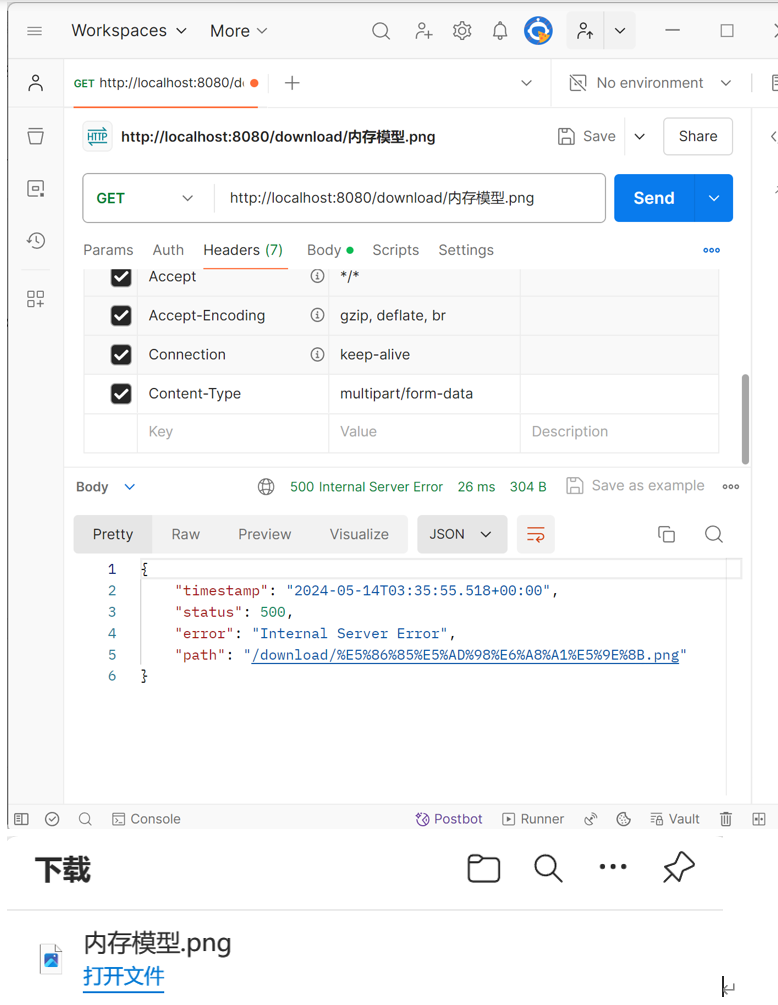 Workspaces More
GET http://localhost:8080/d No environment
HTTP http://localhost:8080/download/内存模型.png Save Share
GET http://localhost:8080/download/内存模型.png Send
Params Auth Headers (7) Body Scripts Settings
Accept */*
Accept-Encoding gzip, deflate, br
Connection keep-alive
Content-Type multipart/form-data
Key Value Description
Body 500 Internal Server Error 26 ms 304 B Save as example
Pretty Raw Preview Visualize JSON
1 {
2 "timestamp": "2024-05-14T03:35:55.518+00:00",
3 "status": 500,
4 "error": "Internal Server Error",
5 "path": "/download/%E5%86%85%E5%AD%98%E6%A8%A1%E5%9E%8B.png"
6 }
Console Postbot Runner Vault
下载
内存模型.png
打开文件